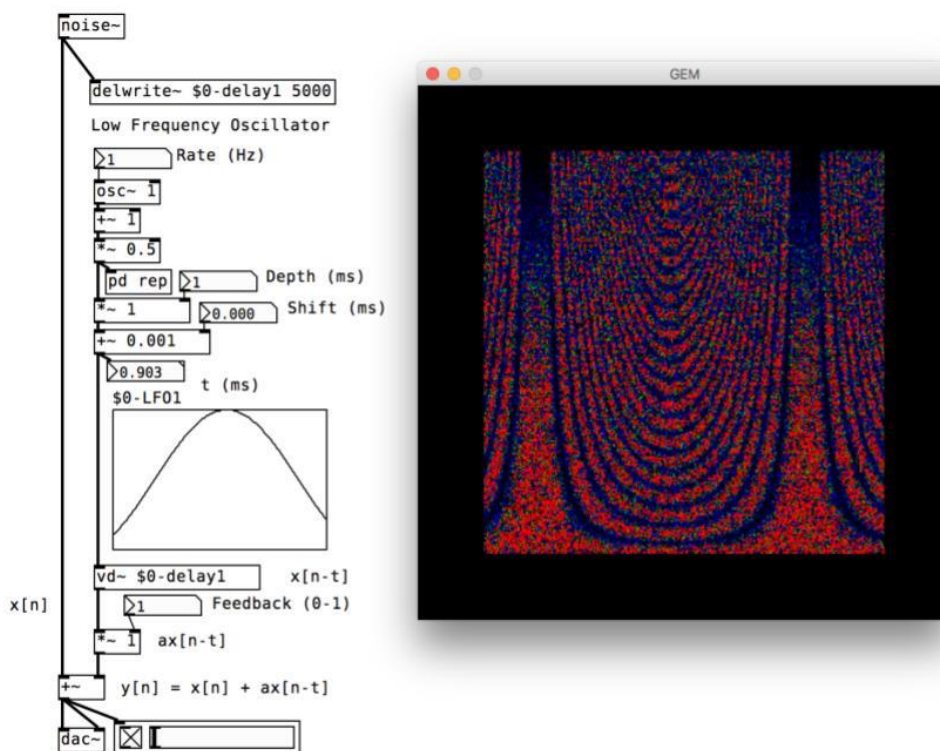 noise~
GEM
delwrite~ $0-delay1 5000
Low Frequency Oscillator
1 Rate (Hz)
osc~ 1
+~ 1
*~ 0.5
pd rep 1 Depth (ms)
*~ 1 0.000 Shift (ms)
+~ 0.001
0.903 t (ms)
$0-LFO1
vd~ $0-delay1 x[n-t]
x[n] 1 Feedback (0-1)
*~ 1 ax[n-t]
+~ y[n] = x[n] + ax[n-t]
dac~